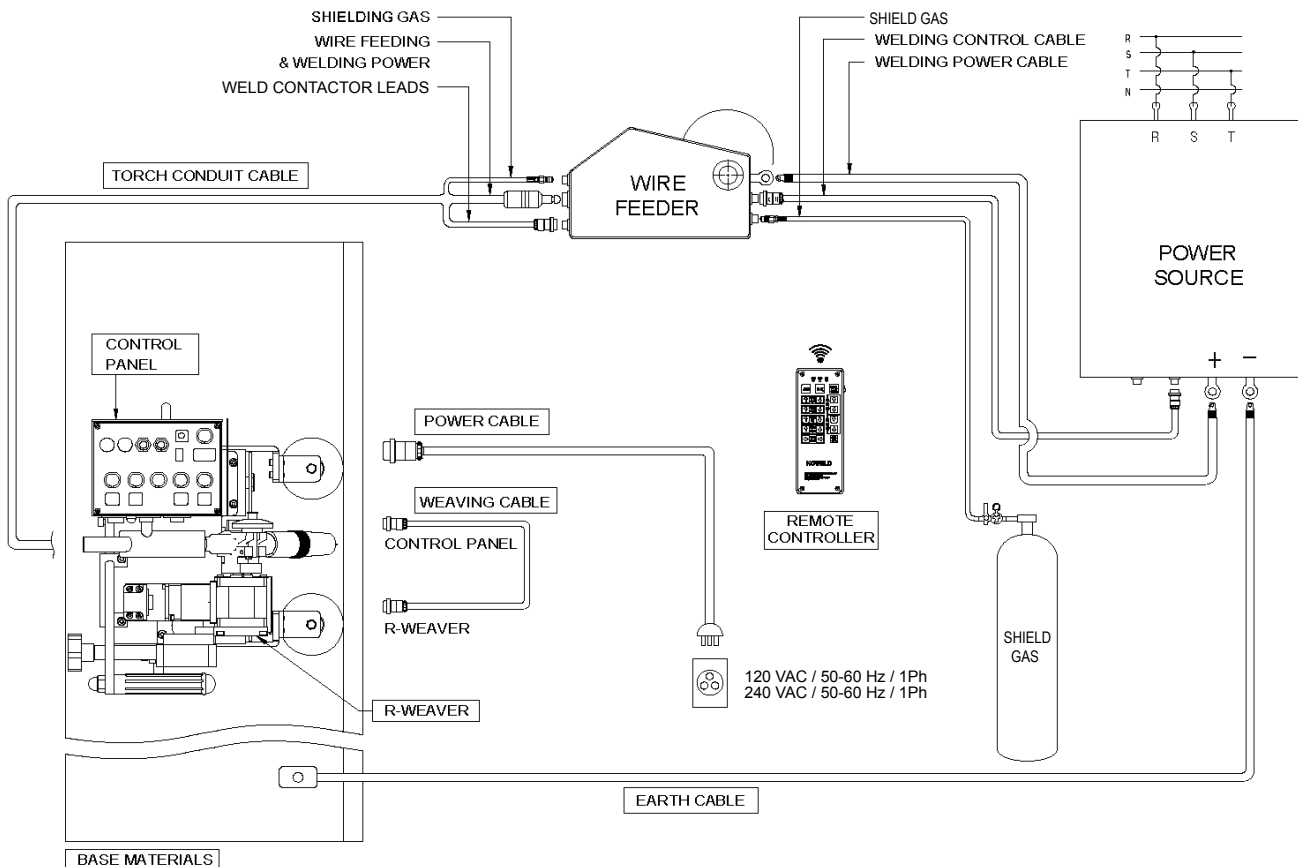 SHIELDING GAS
WIRE FEEDING
& WELDING POWER
WELD CONTACTOR LEADS
SHIELD GAS
WELDING CONTROL CABLE
WELDING POWER CABLE
R
S
T
N
R S T
TORCH CONDUIT CABLE
WIRE
FEEDER
POWER
SOURCE
+ −
CONTROL
PANEL
POWER CABLE
WEAVING CABLE
CONTROL PANEL
R-WEAVER
REMOTE
CONTROLLER
SHIELD
GAS
120 VAC / 50-60 Hz / 1Ph
240 VAC / 50-60 Hz / 1Ph
R-WEAVER
EARTH CABLE
BASE MATERIALS